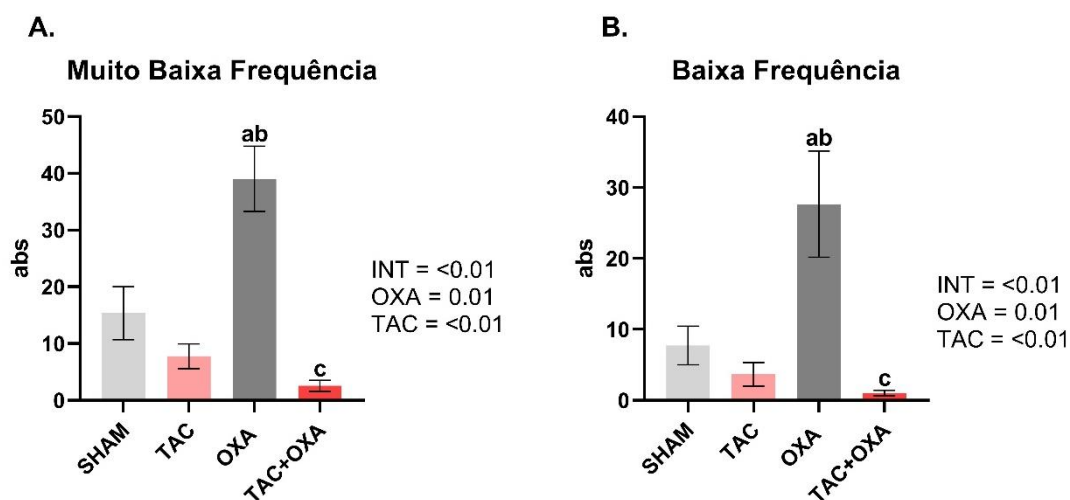 A.
Muito Baixa Frequência
50
40
30
20
10
0
abs
ab
c
SHAM
TAC
OXA
TAC+OXA
INT = <0.01
OXA = 0.01
TAC = <0.01
B.
Baixa Frequência
40
30
20
10
0
abs
ab
c
SHAM
TAC
OXA
TAC+OXA
INT = <0.01
OXA = 0.01
TAC = <0.01